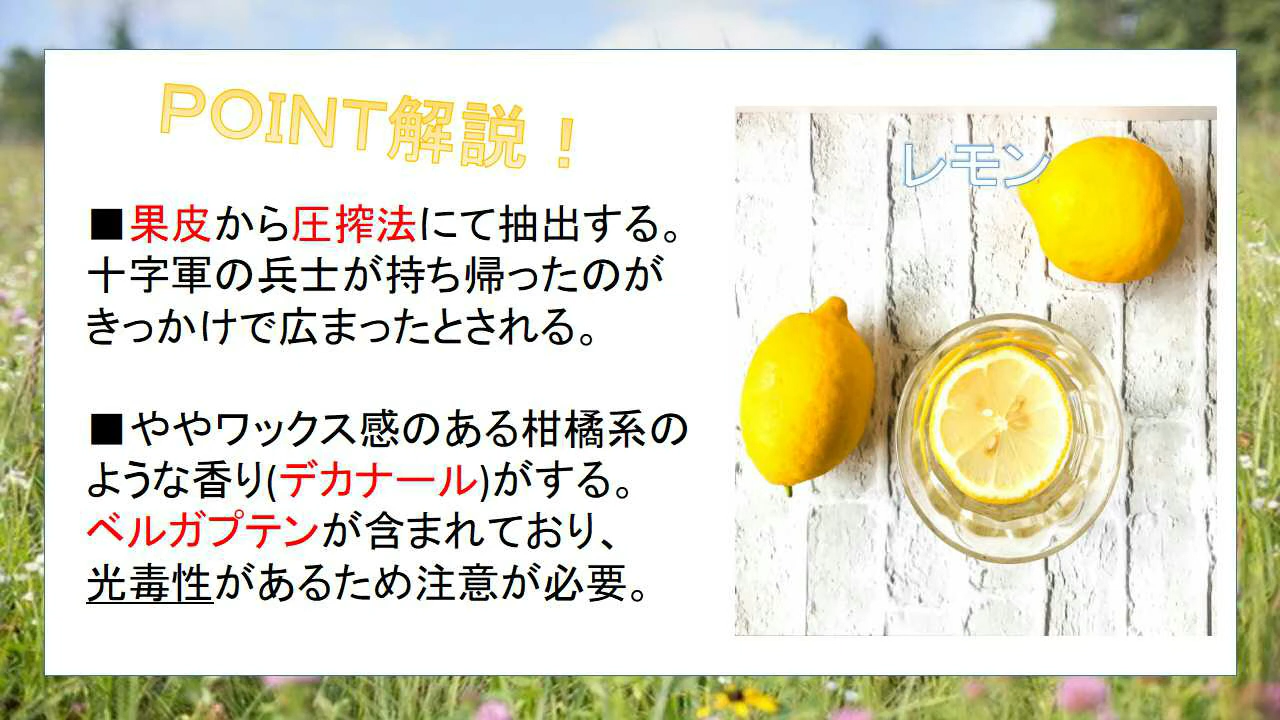 POINT解説！
レモン
■果皮から圧搾法にて抽出する。
十字軍の兵士が持ち帰ったのが
きっかけで広まったとされる。
■ややワックス感のある柑橘系の
ような香り(デカナール)がする。
ベルガプテンが含まれており、
光毒性があるため注意が必要。